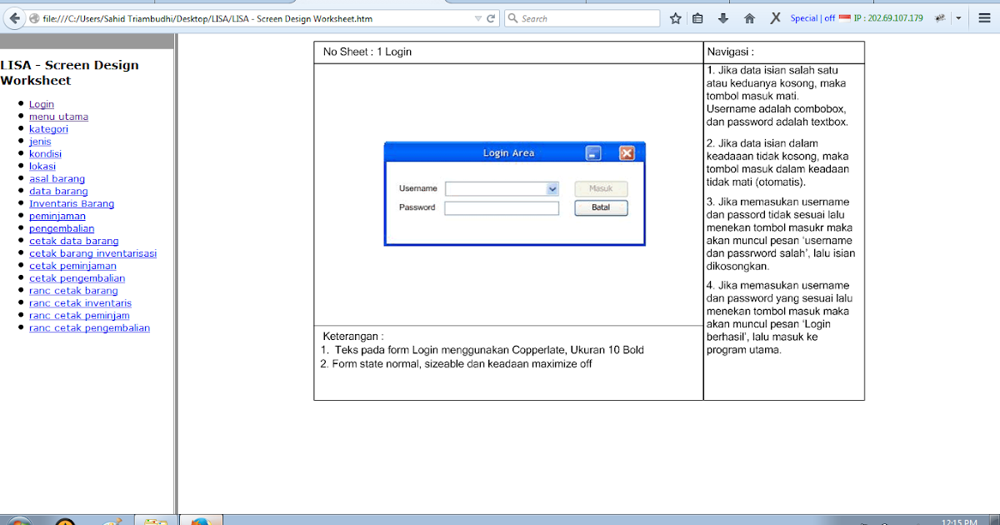 file:///C:/Users/Sahid Triambudhi/Desktop/LISA/LISA - Screen Design Worksheet.htm
Search
Special | off
IP : 202.69.107.179
LISA - Screen Design
Worksheet
Login
menu utama
kategori
jenis
kondisi
lokasi
asal barang
data barang
Inventaris Barang
peminjaman
pengembalian
cetak data barang
cetak barang inventarisasi
cetak peminjaman
cetak pengembalian
ranc cetak barang
ranc cetak inventaris
ranc cetak peminjam
ranc cetak pengembalian
No Sheet : 1 Login
Login Area
Username
Masuk
Password
Batal
Keterangan :
1. Teks pada form Login menggunakan Copperlate, Ukuran 10 Bold
2. Form state normal, sizeable dan keadaan maximize off
Navigasi :
1. Jika data isian salah satu
atau keduanya kosong, maka
tombol masuk mati.
Username adalah combobox,
dan password adalah textbox.
2. Jika data isian dalam
keadaaan tidak kosong, maka
tombol masuk dalam keadaan
tidak mati (otomatis).
3. Jika memasukan username
dan passord tidak sesuai lalu
menekan tombol masukr maka
akan muncul pesan ‘username
dan passrword salah’, lalu isian
dikosongkan.
4. Jika memasukan username
dan password yang sesuai lalu
menekan tombol masuk maka
akan muncul pesan ‘Login
berhasil’, lalu masuk ke
program utama.
12:15 PM